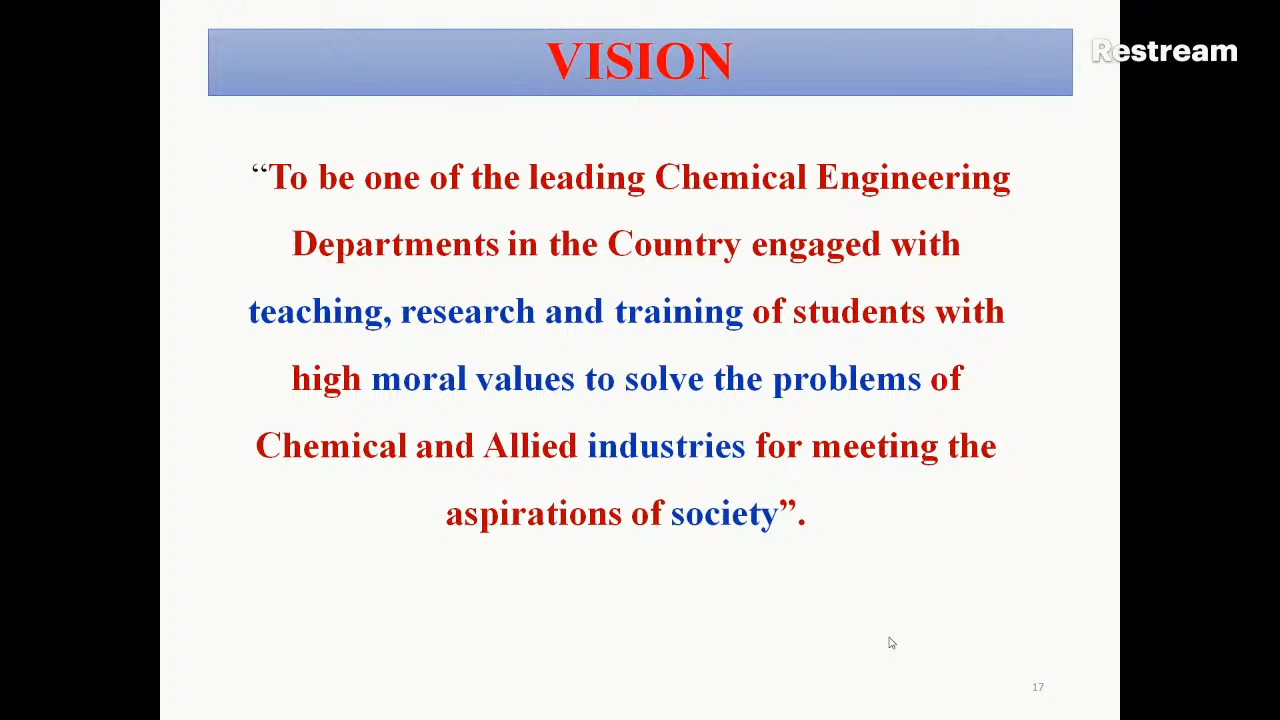 VISION
Restream
“To be one of the leading Chemical Engineering
Departments in the Country engaged with
teaching, research and training of students with
high moral values to solve the problems of
Chemical and Allied industries for meeting the
aspirations of society”.
17